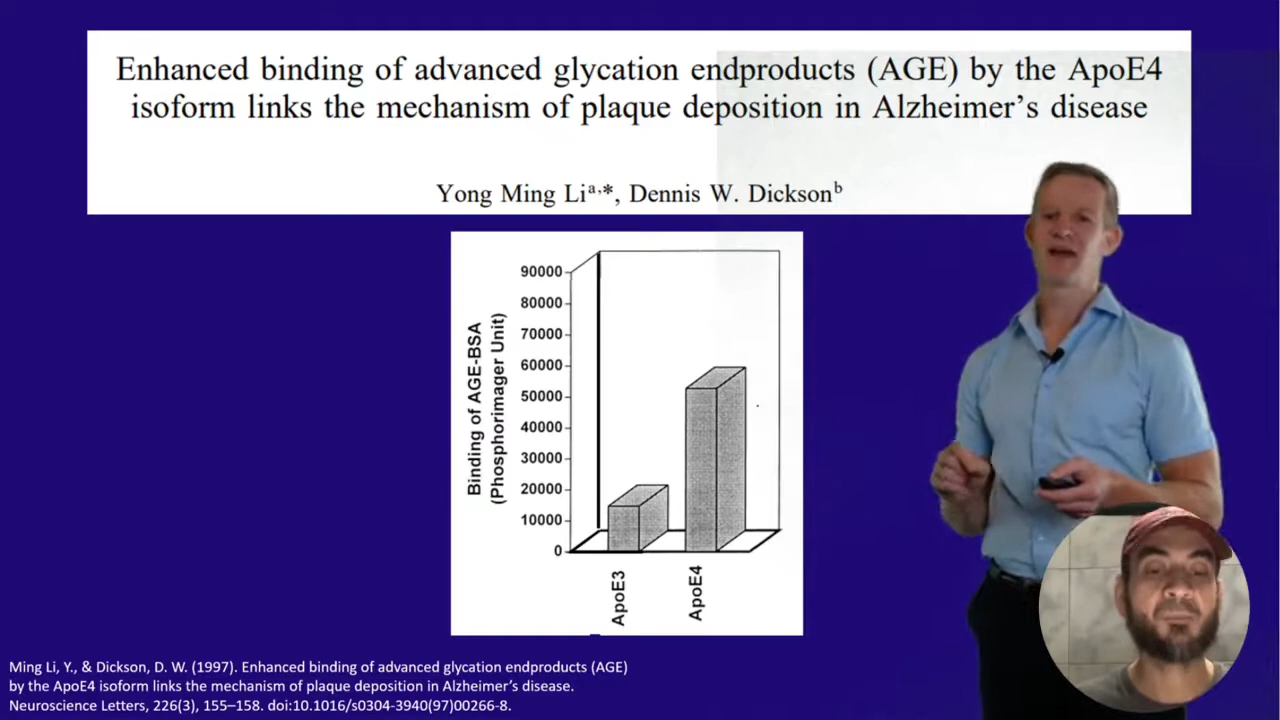 Enhanced binding of advanced glycation endproducts (AGE) by the ApoE4
isoform links the mechanism of plaque deposition in Alzheimer’s disease
Yong Ming Liᵃ,*, Dennis W. Dicksonᵇ
Binding of AGE-BSA
(Phosphorimager Unit)
90000
80000
70000
60000
50000
40000
30000
20000
10000
0
ApoE3
ApoE4
Ming Li, Y., & Dickson, D. W. (1997). Enhanced binding of advanced glycation endproducts (AGE)
by the ApoE4 isoform links the mechanism of plaque deposition in Alzheimer’s disease.
Neuroscience Letters, 226(3), 155–158. doi:10.1016/s0304-3940(97)00266-8.